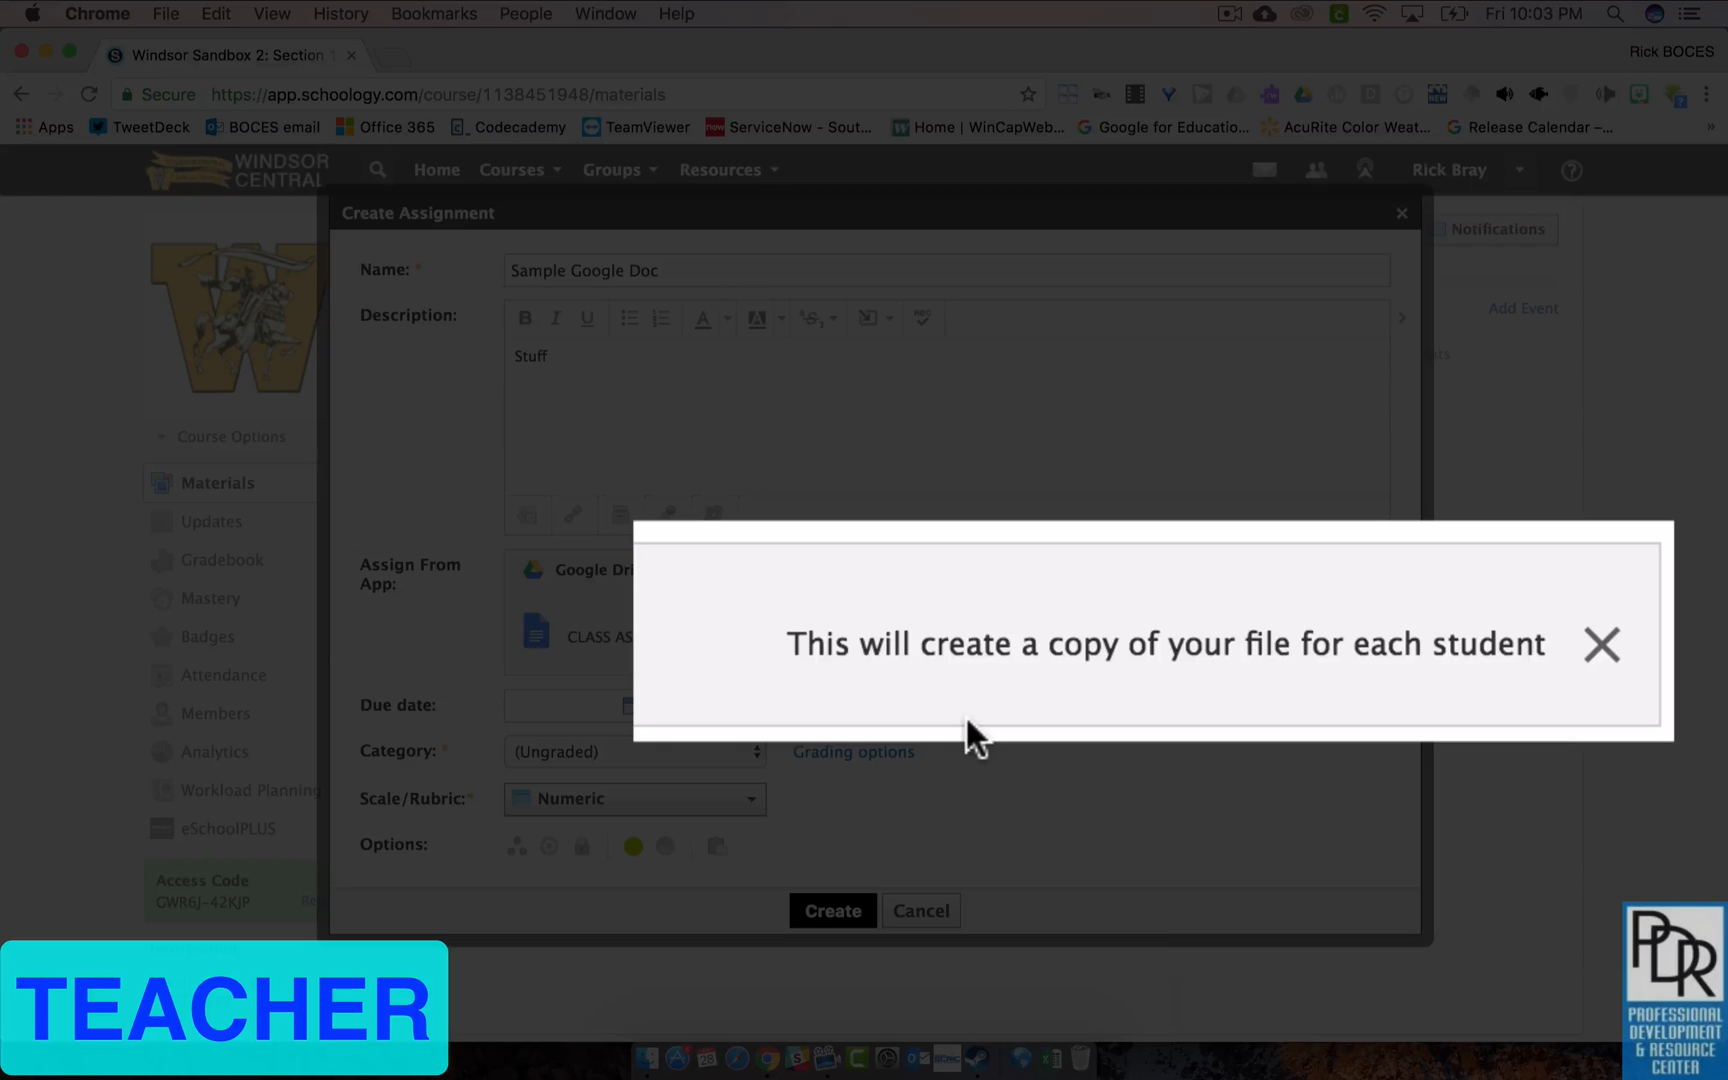 Chrome File Edit View History Bookmarks People Window Help Fri 10:03 PM
Windsor Sandbox 2: Section Rick BOCES
Secure https://app.schoology.com/course/1138451948/materials
Apps TweetDeck BOCES email Office 365 Codecademy TeamViewer ServiceNow - Sout... Home | WinCapWeb... Google for Educatio... AcuRite Color Weat... Release Calendar –...
WINDSOR
CENTRAL
Home Courses Groups Resources Rick Bray
Create Assignment
Notifications
Name: * Sample Google Doc
Description:
Add Event
Stuff
Course Options
Materials
Updates
Gradebook
Mastery
Badges
Attendance
Members
Analytics
Workload Planning
eSchoolPLUS
Access Code
GWR6J-42KJP
Assign From
App:
Google Dri
CLASS AS
This will create a copy of your file for each student
Due date:
Category: * (Ungraded) Grading options
Scale/Rubric: * Numeric
Options:
Create Cancel
TEACHER
PDR
PROFESSIONAL
DEVELOPMENT
& RESOURCE
CENTER